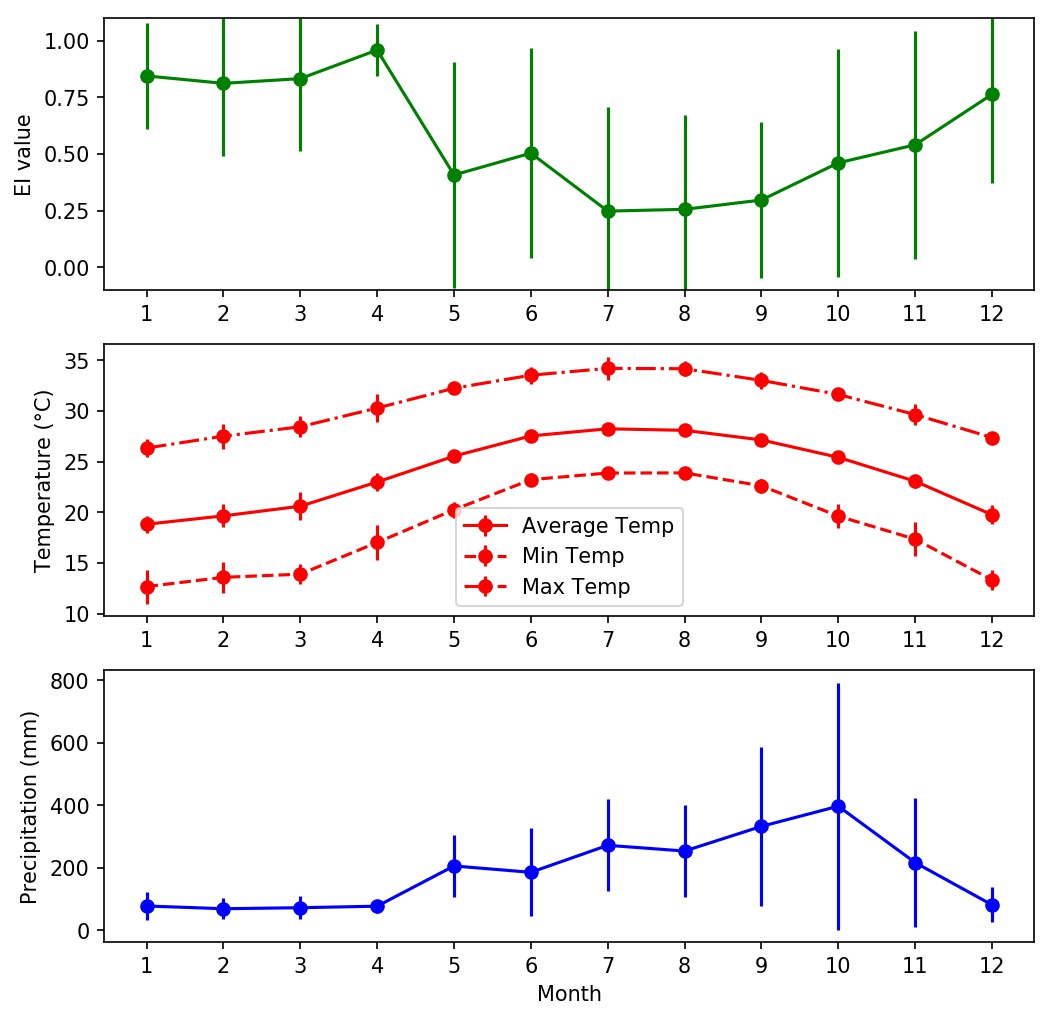 EI value
1.00
0.75
0.50
0.25
0.00
1 2 3 4 5 6 7 8 9 10 11 12
Temperature (°C)
35
30
25
20
15
10
Average Temp
Min Temp
Max Temp
1 2 3 4 5 6 7 8 9 10 11 12
Precipitation (mm)
800
600
400
200
0
1 2 3 4 5 6 7 8 9 10 11 12
Month